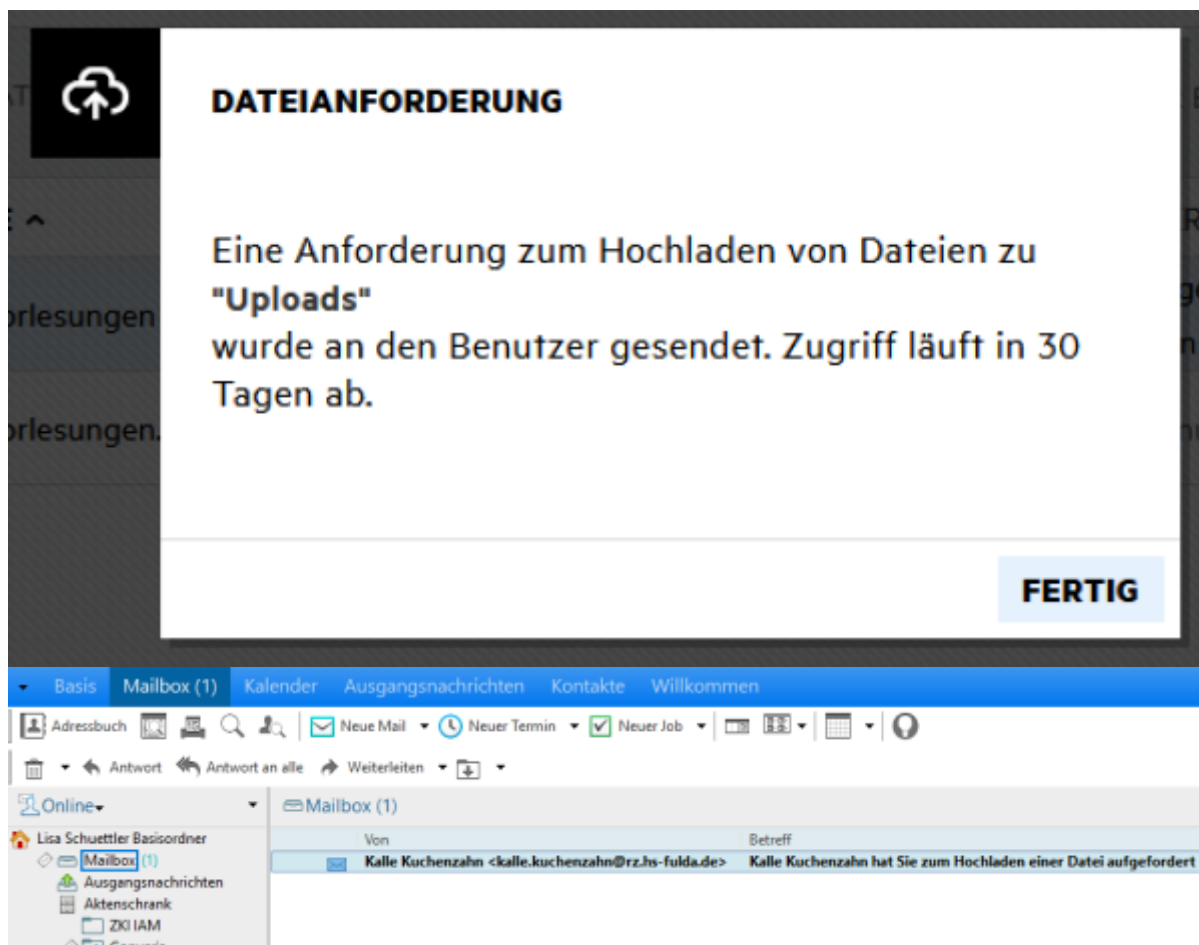 DATEIANFORDERUNG
Eine Anforderung zum Hochladen von Dateien zu
"Uploads"
wurde an den Benutzer gesendet. Zugriff läuft in 30
Tagen ab.
orlesungen
orlesungen.
FERTIG
Basis Mailbox (1) Kalender Ausgangsnachrichten Kontakte Willkommen
Adressbuch Neue Mail Neuer Termin Neuer Job
Antwort Antwort an alle Weiterleiten
Online Mailbox (1)
Lisa Schuettler Basisordner Von Betreff
Mailbox (1) Kalle Kuchenzahn <kalle.kuchenzahn@rz.hs-fulda.de> Kalle Kuchenzahn hat Sie zum Hochladen einer Datei aufgefordert
Ausgangsnachrichten
Aktenschrank
ZKI IAM